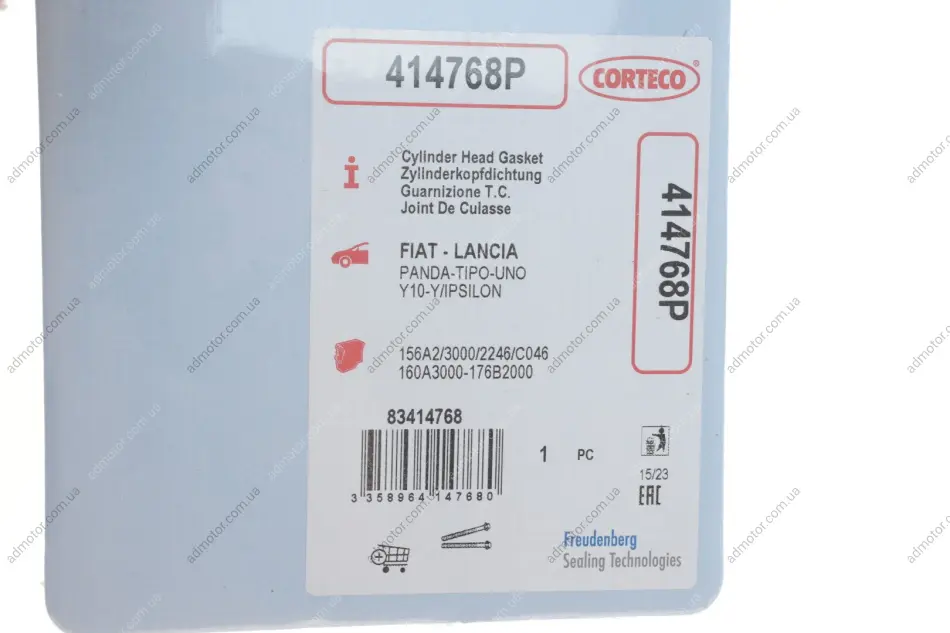 414768P
CORTECO®
Cylinder Head Gasket
Zylinderkopfdichtung
Guarnizione T.C.
Joint De Culasse
414768P
FIAT - LANCIA
PANDA-TIPO-UNO
Y10-Y/IPSILON
156A2/3000/2246/C046
160A3000-176B2000
83414768
1 PC
3 358964 147680
15/23
EAC
Freudenberg
Sealing Technologies
admotor.com.ua